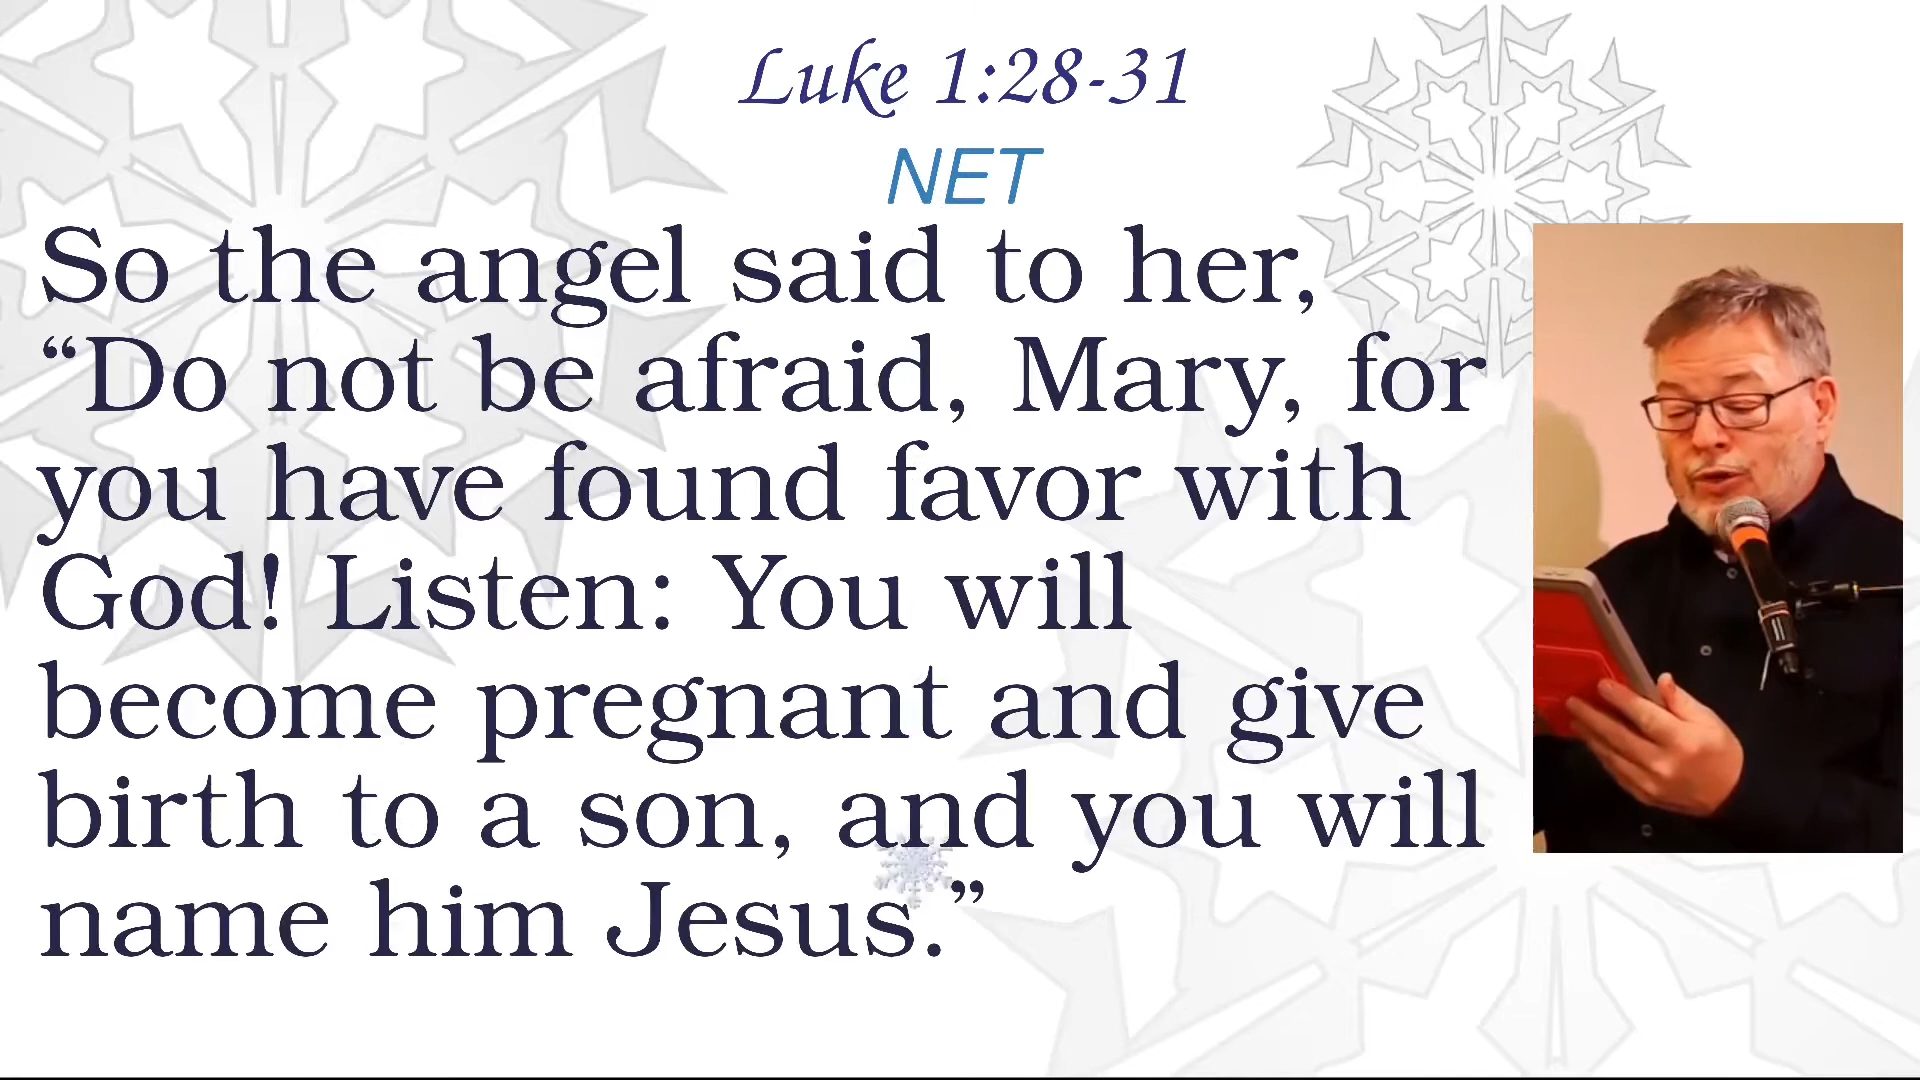 Luke 1:28-31
NET
So the angel said to her,
“Do not be afraid, Mary, for
you have found favor with
God! Listen: You will
become pregnant and give
birth to a son, and you will
name him Jesus.”